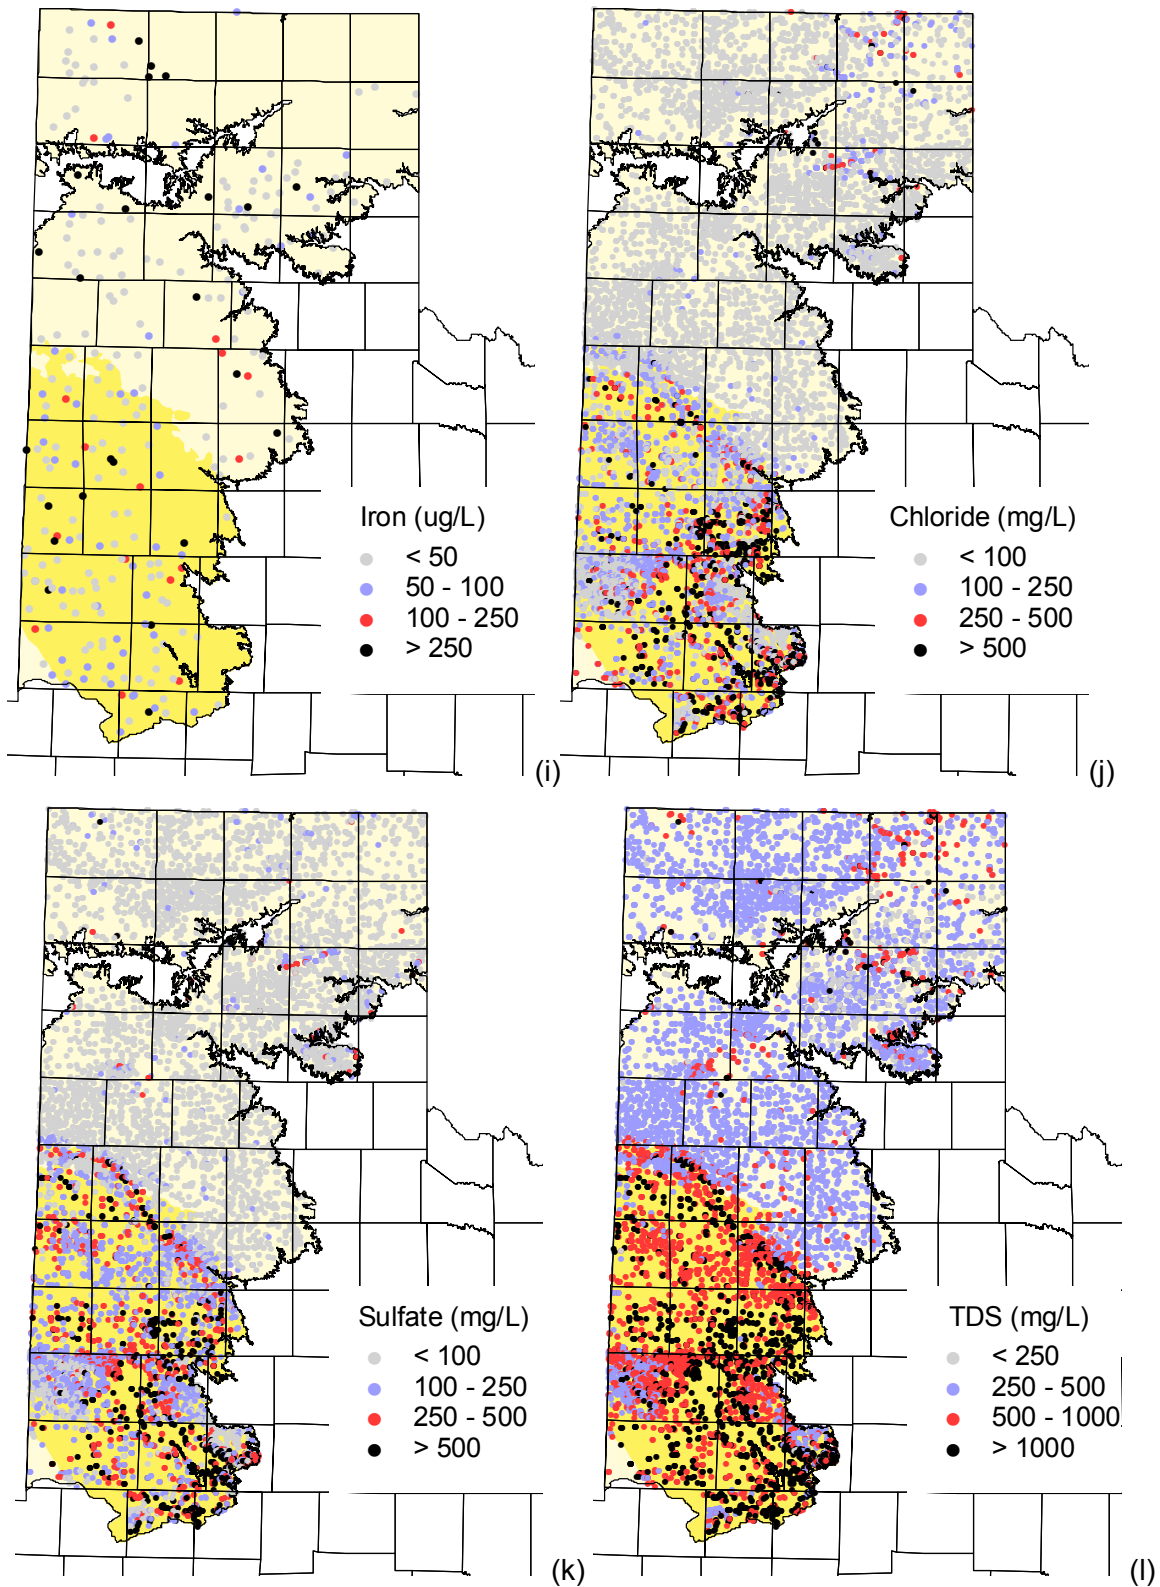 Iron (ug/L)
< 50
50 - 100
100 - 250
> 250
(i)
Chloride (mg/L)
< 100
100 - 250
250 - 500
> 500
(j)
Sulfate (mg/L)
< 100
100 - 250
250 - 500
> 500
(k)
TDS (mg/L)
< 250
250 - 500
500 - 1000
> 1000
(l)